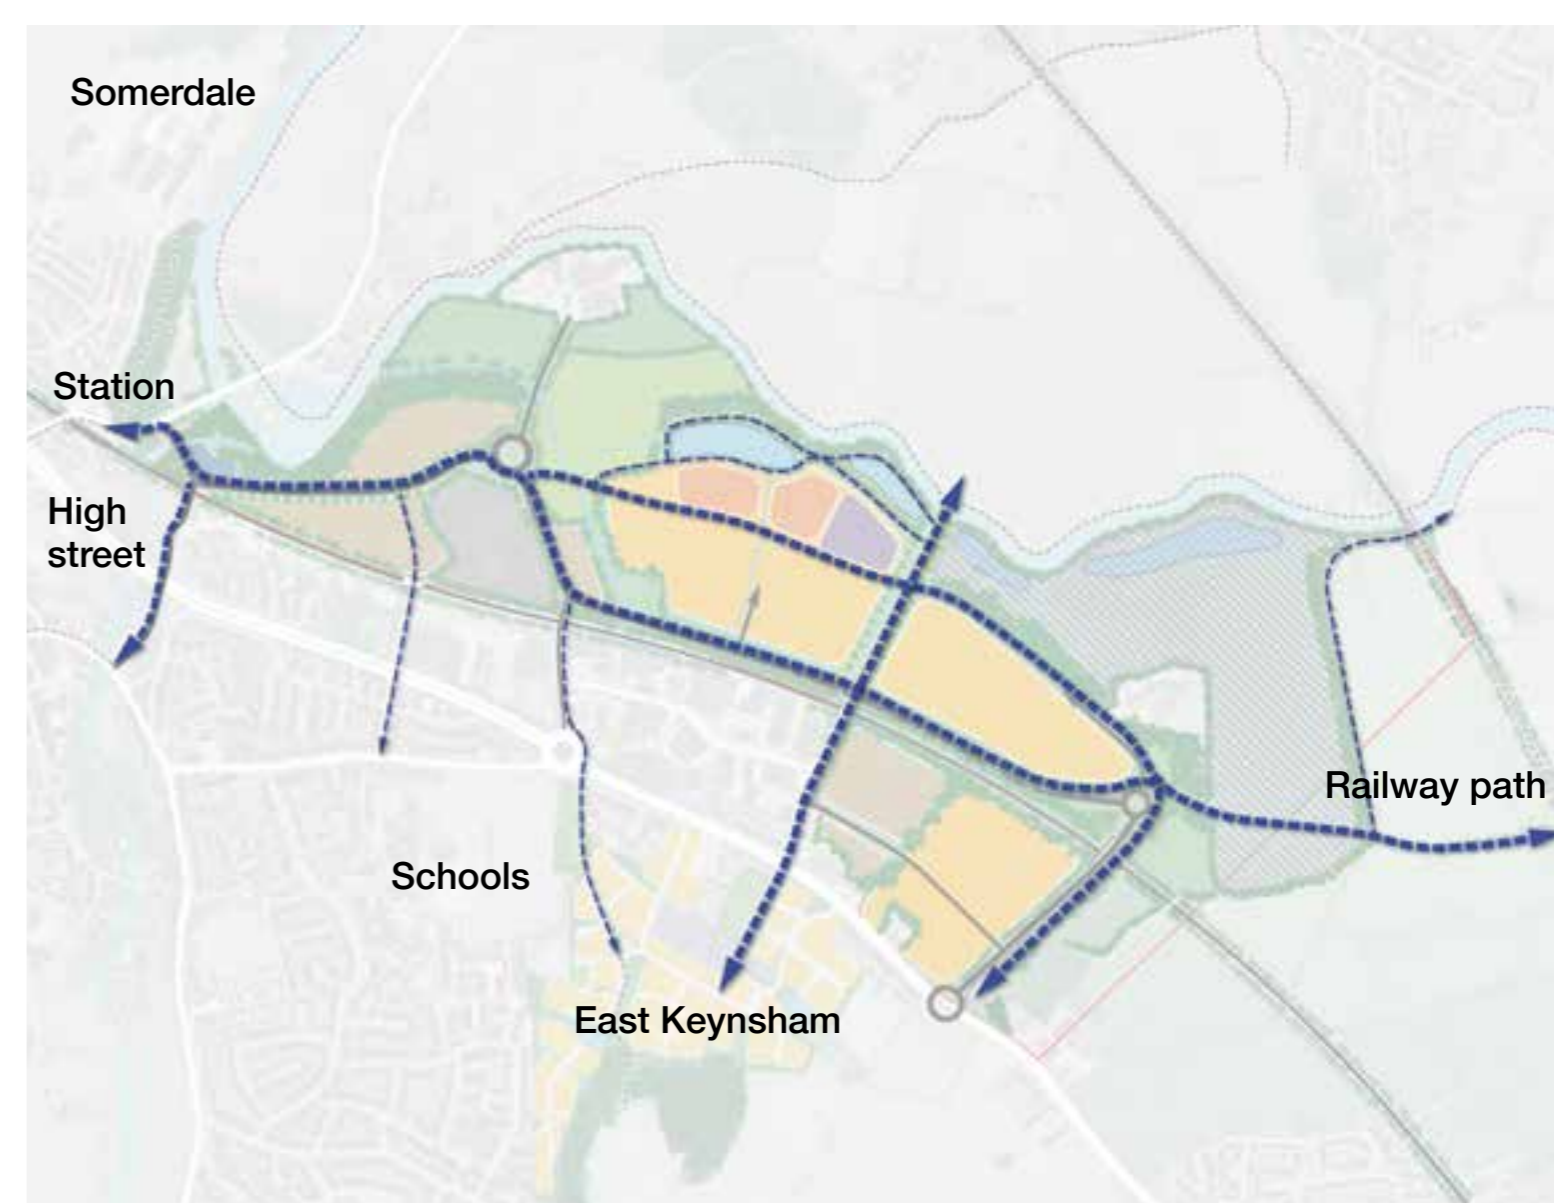 Somerdale
Station
High
street
Railway path
Schools
East Keynsham